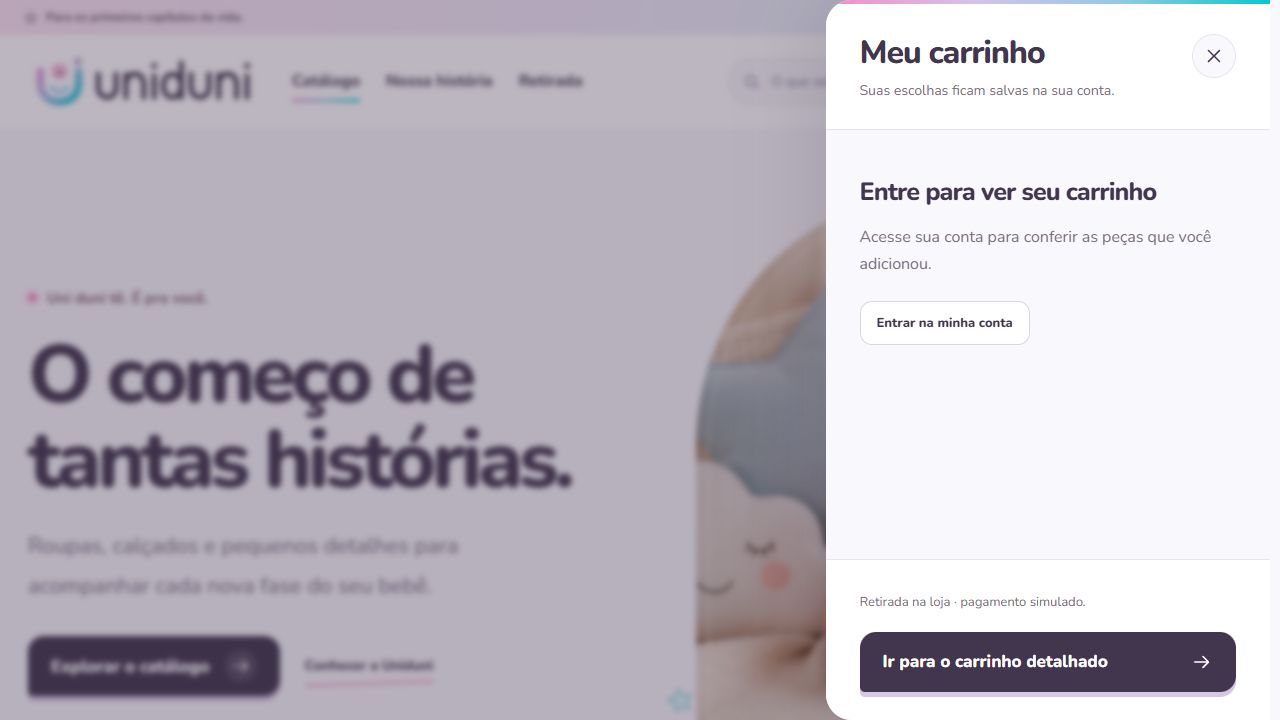 Para os primeiros capítulos da vida.
uniduni
Catálogo
Nossa história
Retirada
Uni duni tê. É pra você.
O começo de
tantas histórias.
Roupas, calçados e pequenos detalhes para
acompanhar cada nova fase do seu bebê.
Explorar o catálogo
Conhecer a Uniduni
Meu carrinho
Suas escolhas ficam salvas na sua conta.
Entre para ver seu carrinho
Acesse sua conta para conferir as peças que você
adicionou.
Entrar na minha conta
Retirada na loja · pagamento simulado.
Ir para o carrinho detalhado